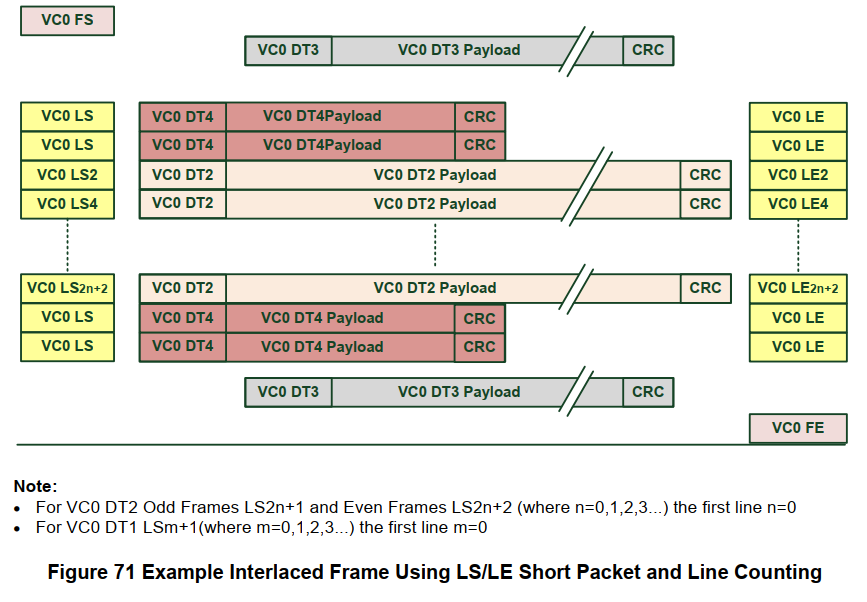 VC0 FS
VC0 DT3 VC0 DT3 Payload CRC
VC0 LS VC0 DT4 VC0 DT4Payload CRC VC0 LE
VC0 LS VC0 DT4 VC0 DT4Payload CRC VC0 LE
VC0 LS2 VC0 DT2 VC0 DT2 Payload CRC VC0 LE2
VC0 LS4 VC0 DT2 VC0 DT2 Payload CRC VC0 LE4
VC0 LS2n+2 VC0 DT2 VC0 DT2 Payload CRC VC0 LE2n+2
VC0 LS VC0 DT4 VC0 DT4 Payload CRC VC0 LE
VC0 LS VC0 DT4 VC0 DT4 Payload CRC VC0 LE
VC0 DT3 VC0 DT3 Payload CRC
VC0 FE
Note:
• For VC0 DT2 Odd Frames LS2n+1 and Even Frames LS2n+2 (where n=0,1,2,3...) the first line n=0
• For VC0 DT1 LSm+1(where m=0,1,2,3...) the first line m=0
Figure 71 Example Interlaced Frame Using LS/LE Short Packet and Line Counting